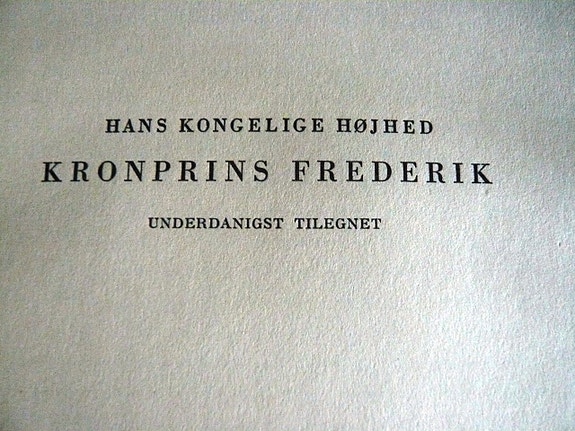 HANS KONGELIGE HØJHED
KRONPRINS FREDERIK
UNDERDANIGST TILEGNET